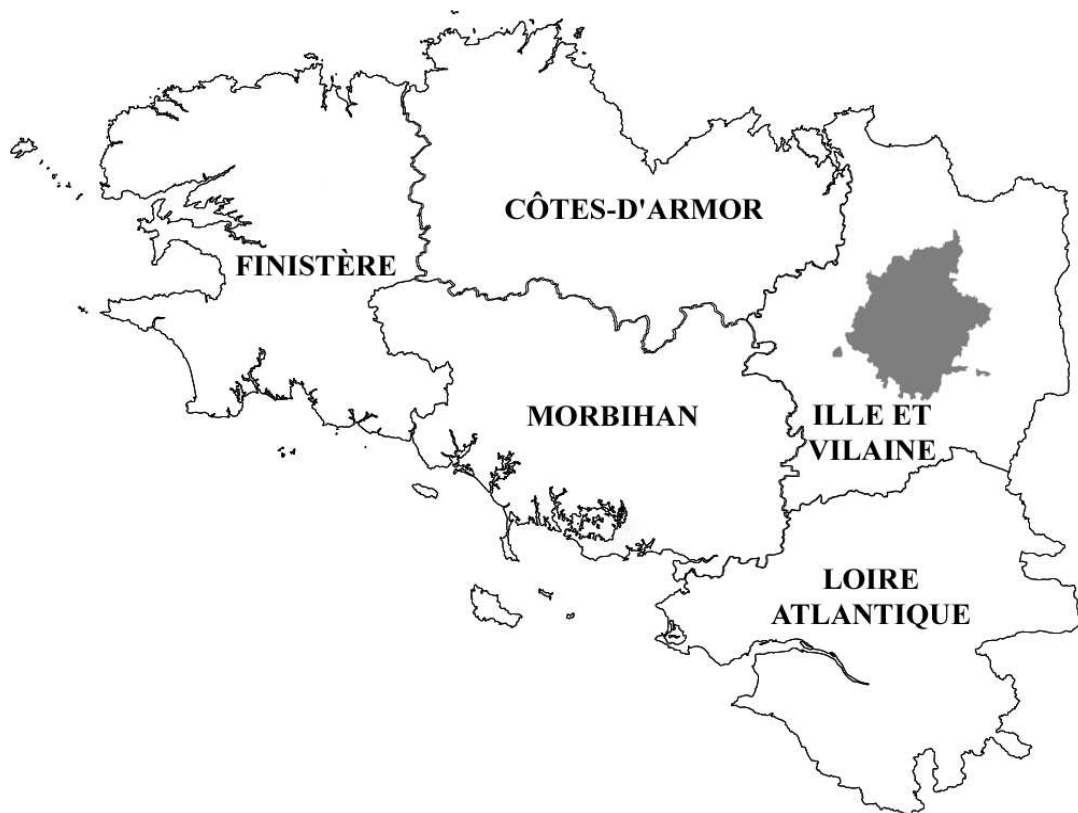 CÔTES-D'ARMOR
FINISTÈRE
MORBIHAN
ILLE ET
VILAINE
LOIRE
ATLANTIQUE